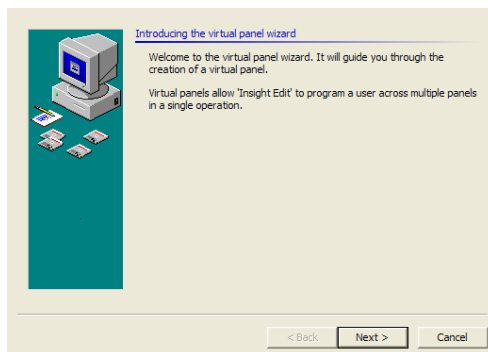 Introducing the virtual panel wizard
Welcome to the virtual panel wizard. It will guide you through the
creation of a virtual panel.
Virtual panels allow 'Insight Edit' to program a user across multiple panels
in a single operation.
< Back Next > Cancel